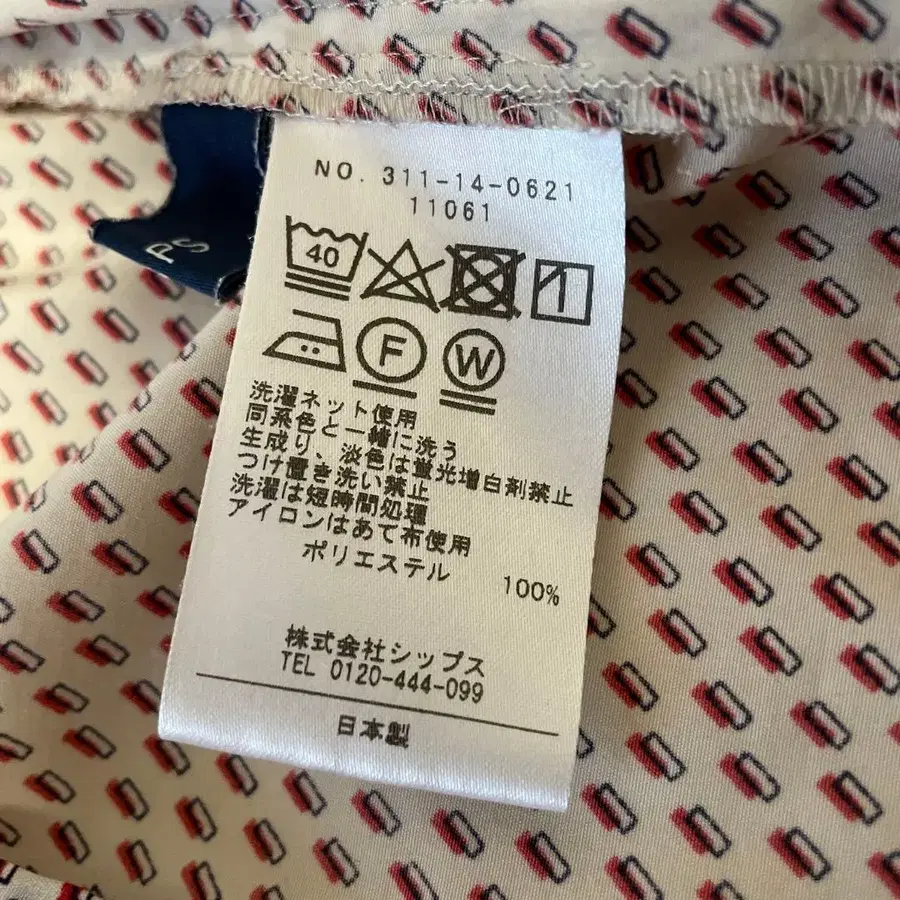 NO. 311-14-0621
11061
40
F
W
洗濯ネット使用
同系色と一緒に洗う
生成り、淡色は蛍光増白剤禁止
つけ置き洗い禁止
洗濯は短時間処理
アイロンはあて布使用
ポリエステル 100%
株式会社シップス
TEL 0120-444-099
日本製
PS